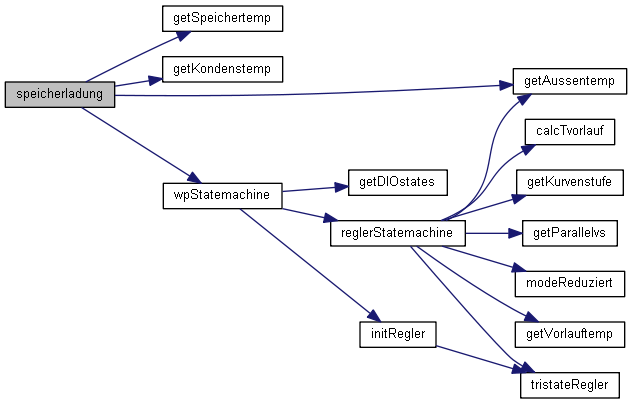 getSpeichertemp
getKondenstemp
getAussentemp
speicherladung
calcTvorlauf
getDIOstates
getKurvenstufe
wpStatemachine
reglerStatemachine
getParallelvs
modeReduziert
initRegler
getVorlauftemp
tristateRegler